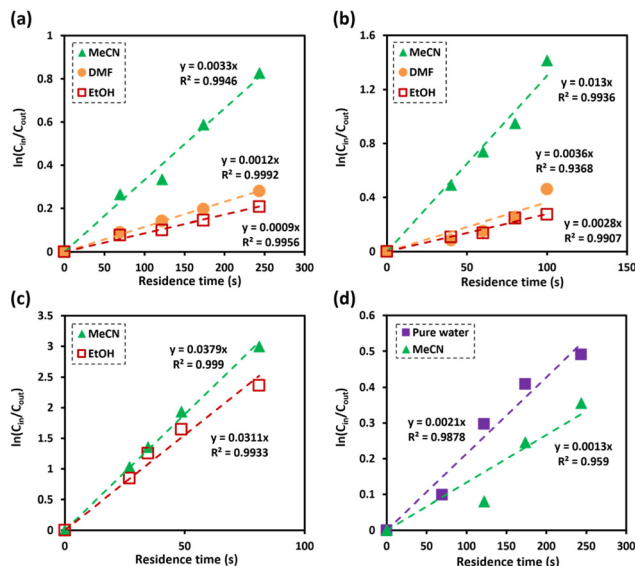 (a)
MeCN
DMF
EtOH
y = 0.0033x
R² = 0.9946
y = 0.0012x
R² = 0.9992
y = 0.0009x
R² = 0.9956
ln(Cin/Cout)
1
0.8
0.6
0.4
0.2
0
0 50 100 150 200 250 300
Residence time (s)
(b)
MeCN
DMF
EtOH
y = 0.013x
R² = 0.9936
y = 0.0036x
R² = 0.9368
y = 0.0028x
R² = 0.9907
ln(Cin/Cout)
1.6
1.2
0.8
0.4
0
0 50 100 150
Residence time (s)
(c)
MeCN
EtOH
y = 0.0379x
R² = 0.999
y = 0.0311x
R² = 0.9933
ln(Cin/Cout)
3.5
3
2.5
2
1.5
1
0.5
0
0 50 100
Residence time (s)
(d)
Pure water
MeCN
y = 0.0021x
R² = 0.9878
y = 0.0013x
R² = 0.959
ln(Cin/Cout)
0.6
0.5
0.4
0.3
0.2
0.1
0
0 50 100 150 200 250 300
Residence time (s)